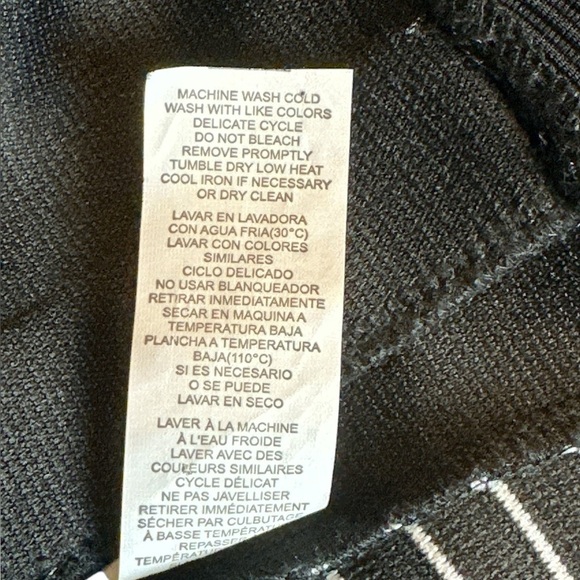 MACHINE WASH COLD
WASH WITH LIKE COLORS
DELICATE CYCLE
DO NOT BLEACH
REMOVE PROMPTLY
TUMBLE DRY LOW HEAT
COOL IRON IF NECESSARY
OR DRY CLEAN
LAVAR EN LAVADORA
CON AGUA FRIA(30°C)
LAVAR CON COLORES
SIMILARES
CICLO DELICADO
NO USAR BLANQUEADOR
RETIRAR INMEDIATAMENTE
SECAR EN MAQUINA A
TEMPERATURA BAJA
PLANCHA A TEMPERATURA
BAJA(110°C)
SI ES NECESARIO
O SE PUEDE
LAVAR EN SECO
LAVER À LA MACHINE
À L'EAU FROIDE
LAVER AVEC DES
COULEURS SIMILAIRES
CYCLE DÉLICAT
NE PAS JAVELLISER
RETIRER IMMÉDIATEMENT
SÉCHER PAR CULBUTAGE
À BASSE TEMPÉRATU
REPASSE
TEMPÉRATU